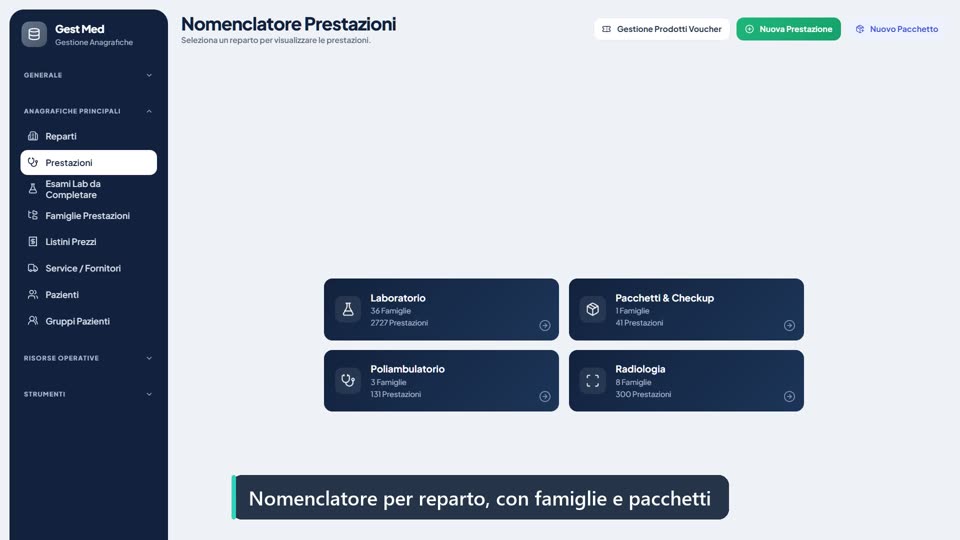 Gest Med
Gestione Anagrafiche
GENERALE
ANAGRAFICHE PRINCIPALI
Reparti
Prestazioni
Esami Lab da
Completare
Famiglie Prestazioni
Listini Prezzi
Service / Fornitori
Pazienti
Gruppi Pazienti
RISORSE OPERATIVE
STRUMENTI
Nomenclatore Prestazioni
Seleziona un reparto per visualizzare le prestazioni.
Gestione Prodotti Voucher
Nuova Prestazione
Nuovo Pacchetto
Laboratorio
36 Famiglie
2727 Prestazioni
Pacchetti & Checkup
1 Famiglie
41 Prestazioni
Poliambulatorio
3 Famiglie
131 Prestazioni
Radiologia
8 Famiglie
300 Prestazioni
Nomenclatore per reparto, con famiglie e pacchetti